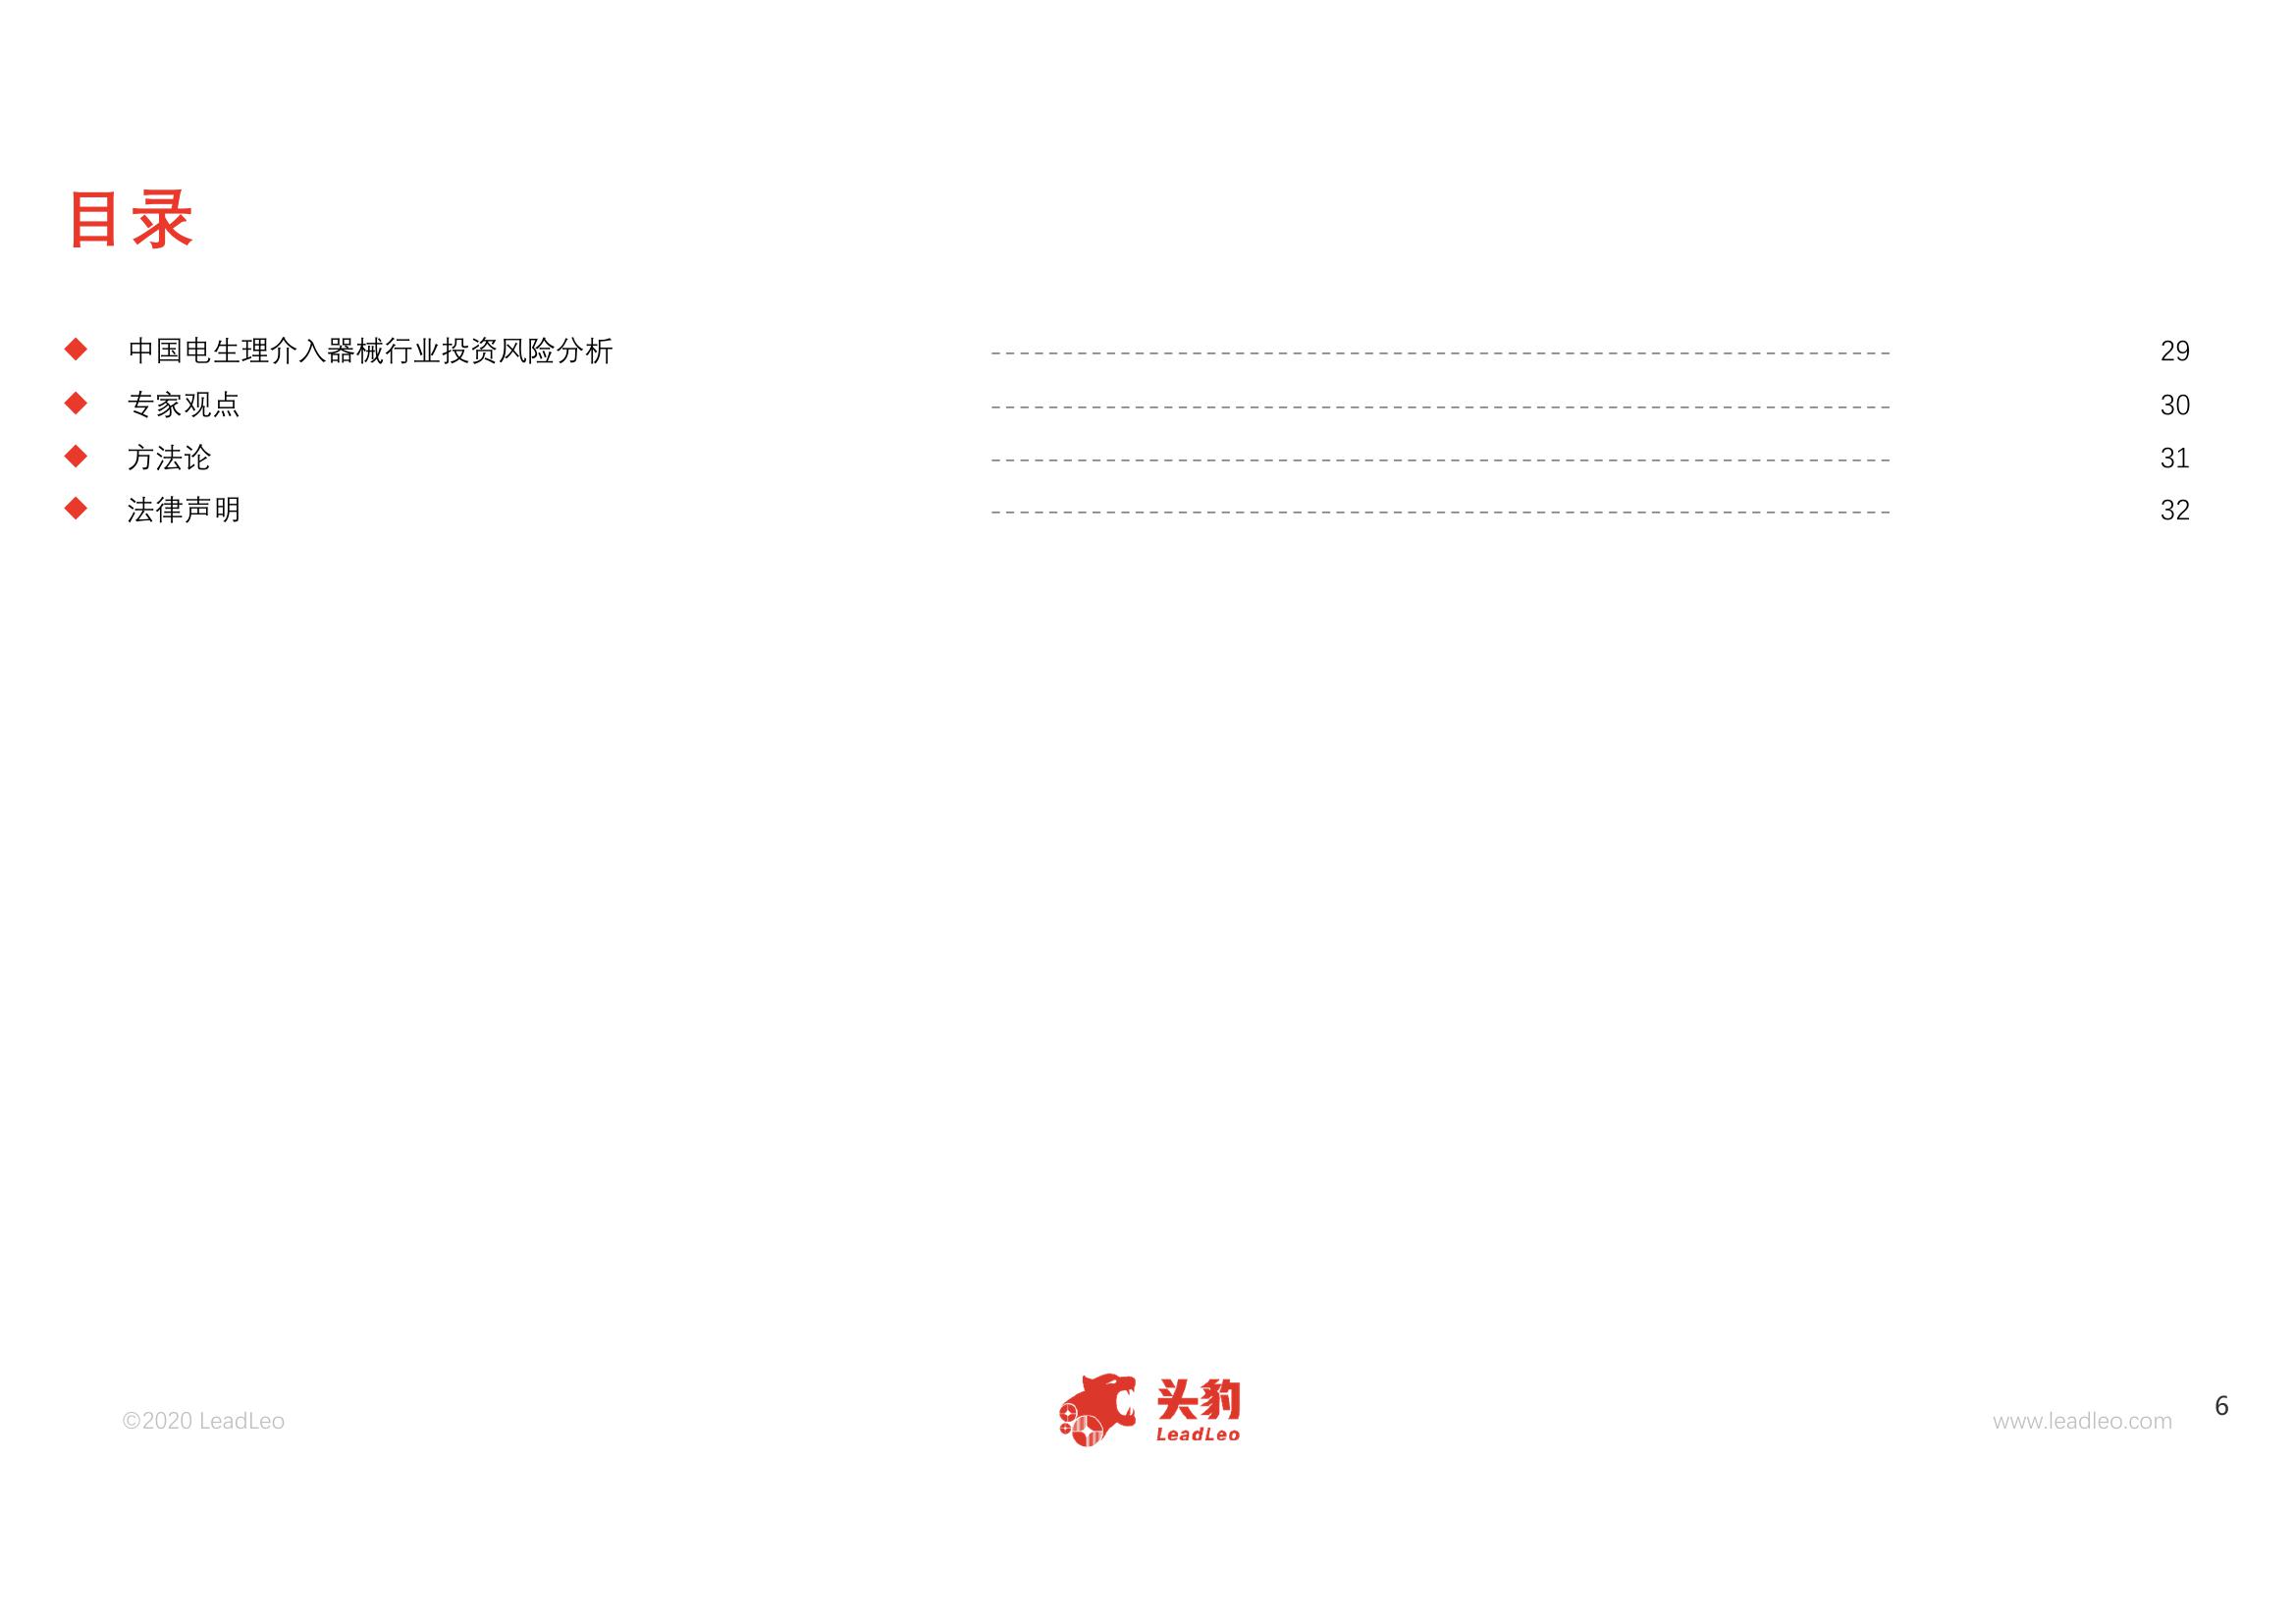 目录
中国电生理介入器械行业投资风险分析 ---------------------------------------------------------------- 29
专家观点 ---------------------------------------------------------------- 30
方法论 ---------------------------------------------------------------- 31
法律声明 ---------------------------------------------------------------- 32
©2020 LeadLeo
头豹
LeadLeo
www.leadleo.com
6